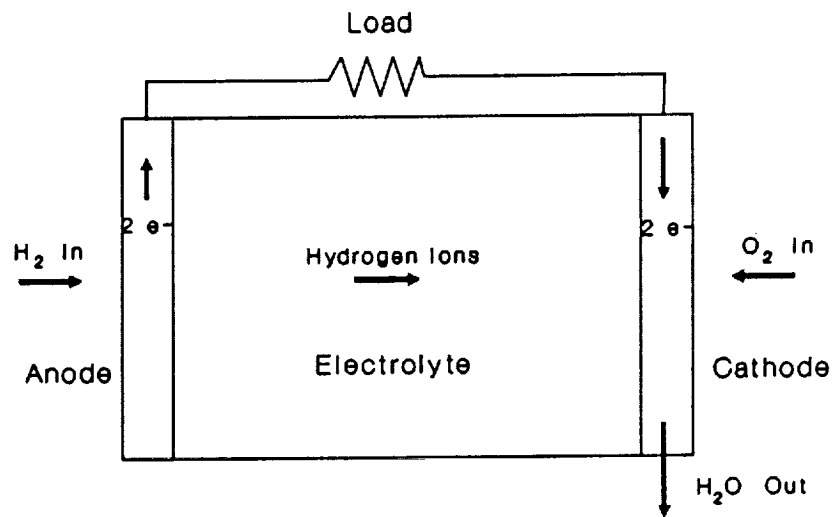 Load
2 e-
2 e-
H₂ In
Hydrogen Ions
O₂ In
Anode
Electrolyte
Cathode
H₂O Out